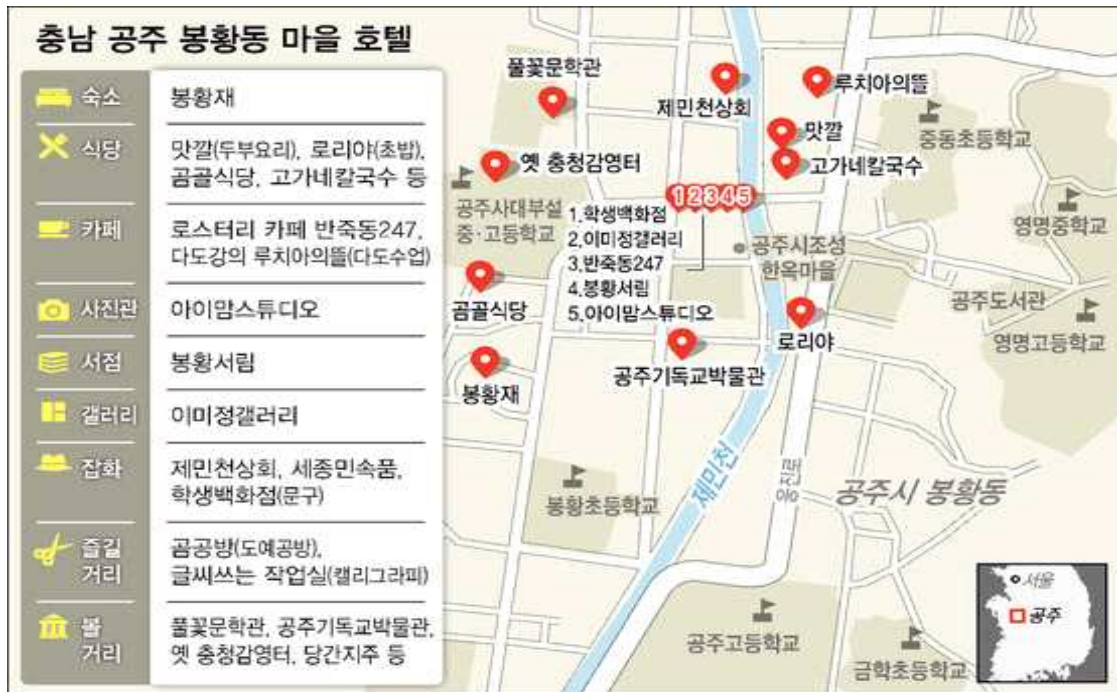 충남 공주 봉황동 마을 호텔
숙소
봉황재
식당
맛깔(두부요리), 로리야(초밥),
곰골식당, 고가네칼국수 등
카페
로스터리 카페 반죽동247,
다도강의 루치아의뜰(다도수업)
사진관
아이맘스튜디오
서점
봉황서림
갤러리
이미정갤러리
잡화
제민천상회, 세종민속품,
학생백화점(문구)
즐길
거리
곰공방(도예공방),
글씨쓰는 작업실(캘리그라피)
볼
거리
풀꽃문학관, 공주기독교박물관,
옛 충청감영터, 당간지주 등
풀꽃문학관
제민천상회
루치아의뜰
맛깔
중동초등학교
옛 충청감영터
고가네칼국수
12345
공주사대부설
중·고등학교
1.학생백화점
2.이미정갤러리
3.반죽동247
4.봉황서림
5.아이맘스튜디오
공주시조성
한옥마을
영명중학교
곰골식당
공주도서관
로리야
영명고등학교
공주기독교박물관
봉황재
제민천
웅진로
봉황초등학교
공주시 봉황동
공주고등학교
금학초등학교
서울
공주